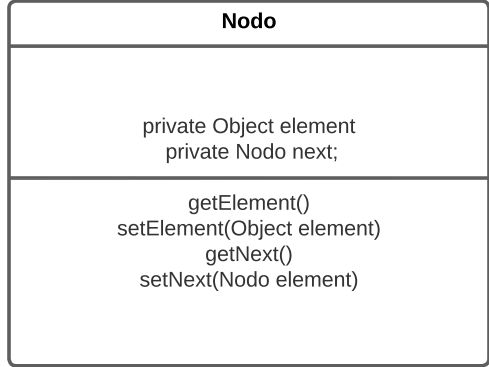 Nodo
private Object element
private Nodo next;
getElement()
setElement(Object element)
getNext()
setNext(Nodo element)